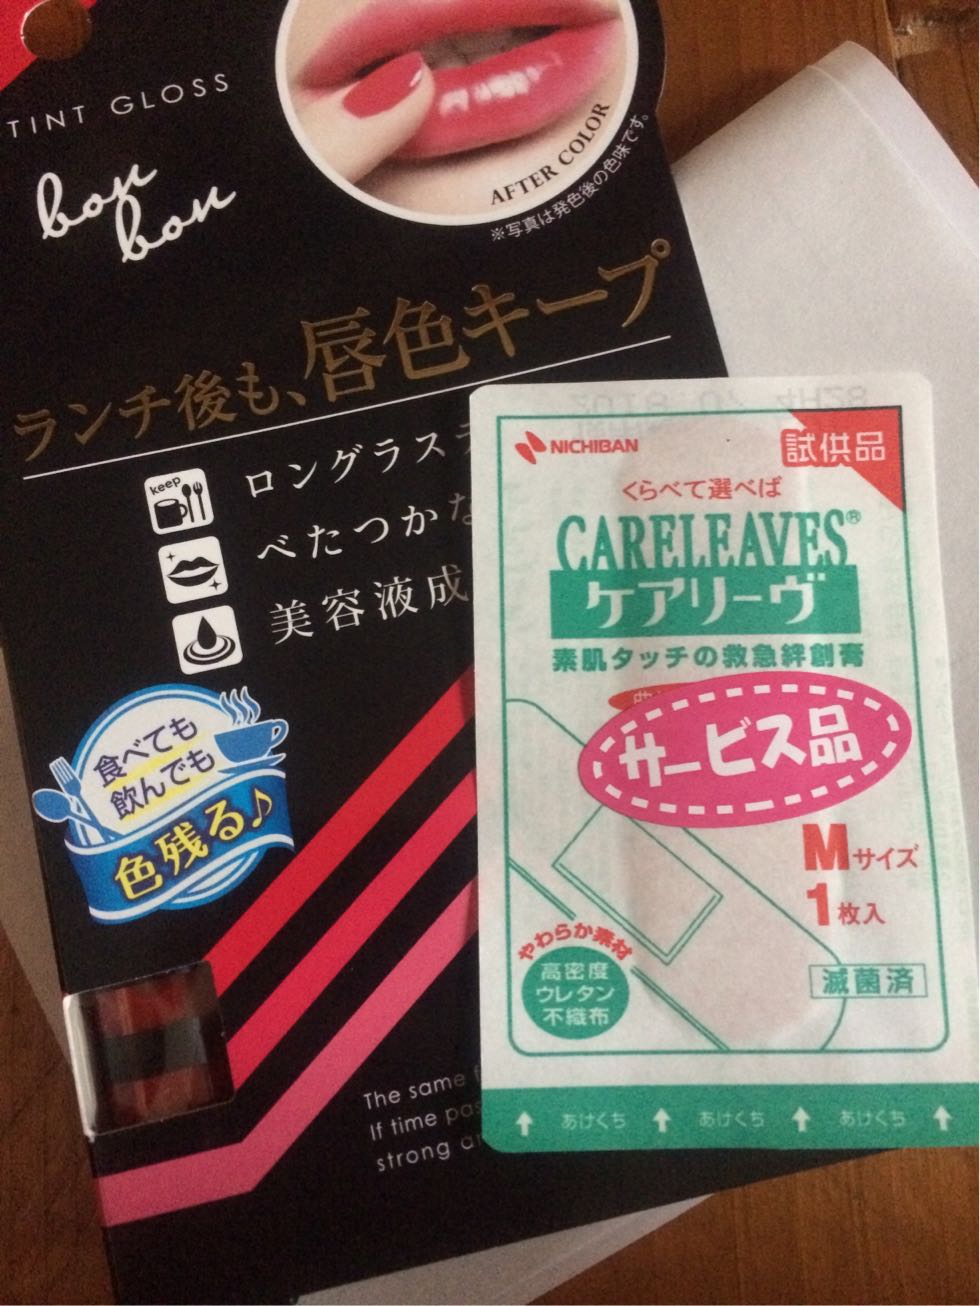 TINT GLOSS
bon
bon
AFTER COLOR
※写真は発色後の色味です。
ランチ後も、唇色キープ
keep
ロングラス
べたつかな
美容液成
食べても
飲んでも
色残る♪
The same
If time pas
strong
NICHIBAN
試供品
くらべて選べば
CARELEAVES®
ケアリーヴ
素肌タッチの救急絆創膏
サービス品
Mサイズ
1枚入
やわらか素材
高密度
ウレタン
不織布
滅菌済
あけくち あけくち あけくち